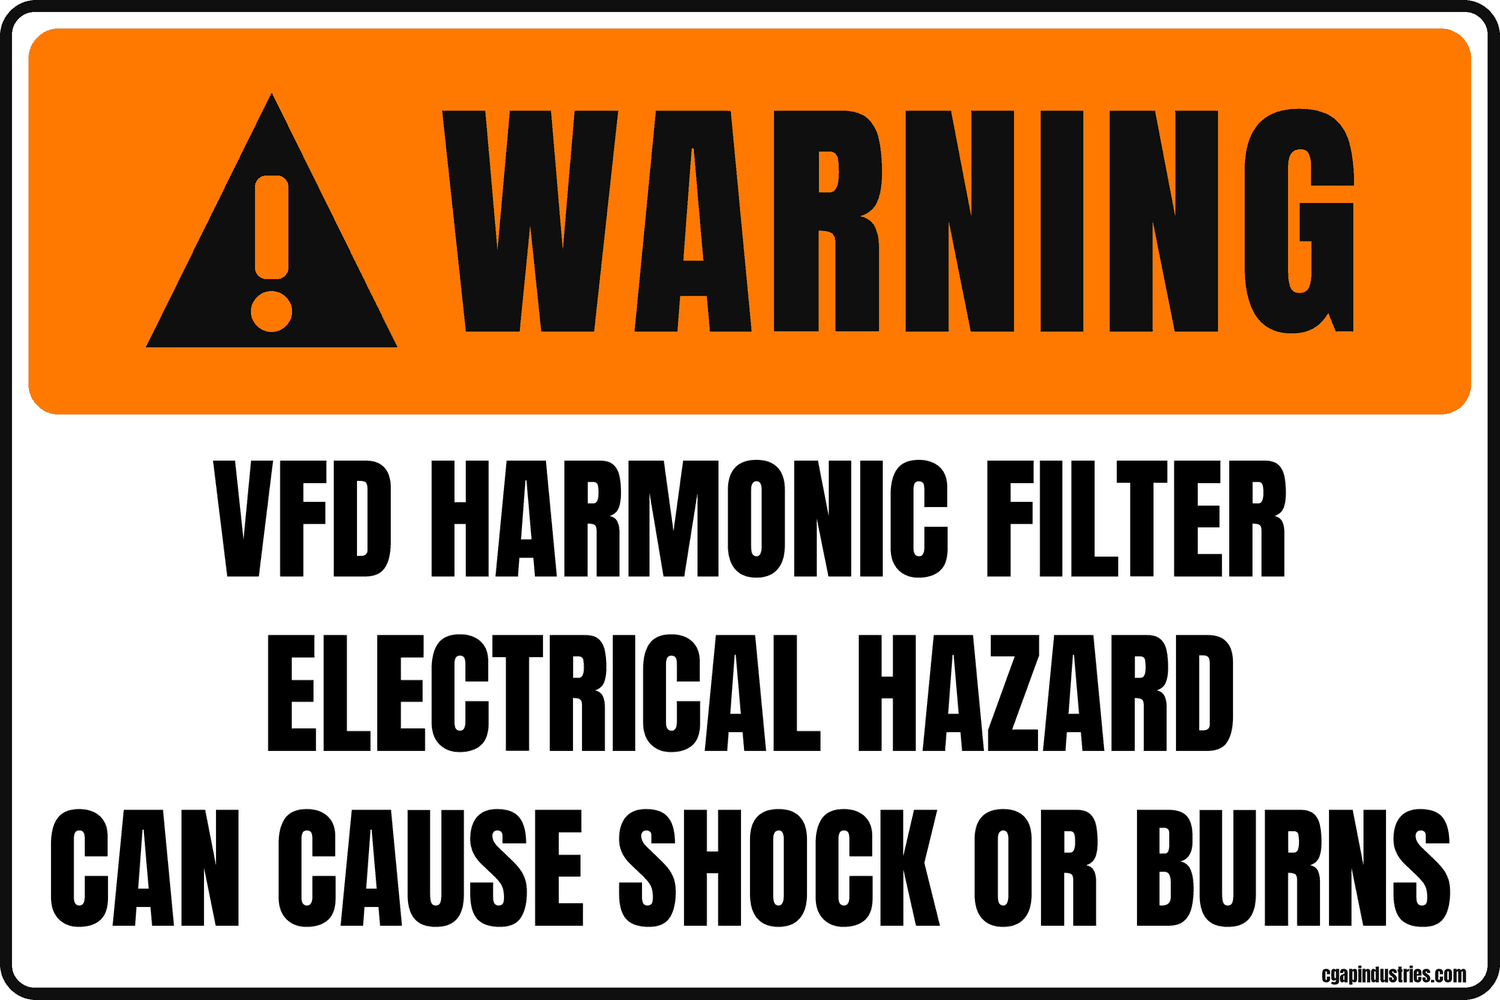 WARNING
VFD HARMONIC FILTER
ELECTRICAL HAZARD
CAN CAUSE SHOCK OR BURNS
cgapindustries.com